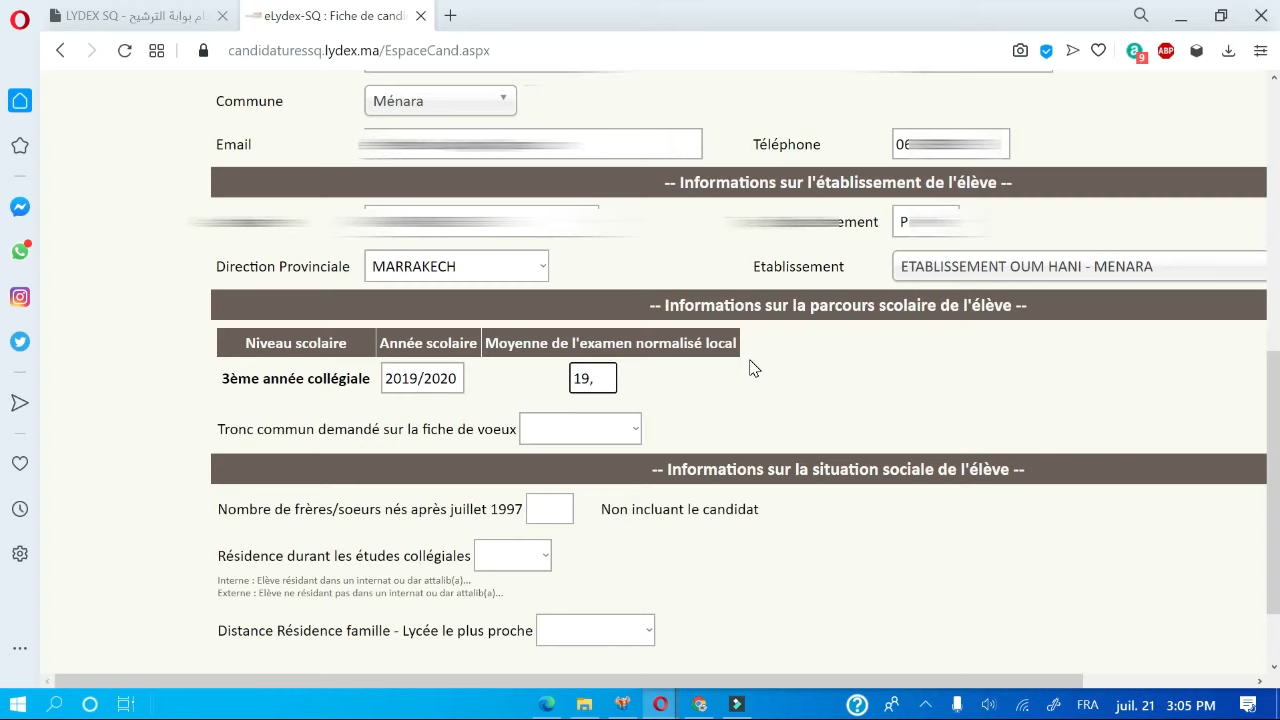 LYDEX SQ - ام بوابة الترشيح
eLydex-SQ : Fiche de candi
candidaturessq.lydex.ma/EspaceCand.aspx
9
ABP
Commune
Ménara
Email
Téléphone
06
-- Informations sur l'établissement de l'élève --
ement
P
Direction Provinciale
MARRAKECH
Etablissement
ETABLISSEMENT OUM HANI - MENARA
-- Informations sur la parcours scolaire de l'élève --
Niveau scolaire
Année scolaire
Moyenne de l'examen normalisé local
3ème année collégiale
2019/2020
19,
Tronc commun demandé sur la fiche de voeux
-- Informations sur la situation sociale de l'élève --
Nombre de frères/soeurs nés après juillet 1997
Non incluant le candidat
Résidence durant les études collégiales
Interne : Elève résidant dans un internat ou dar attalib(a)...
Externe : Elève ne résidant pas dans un internat ou dar attalib(a)...
Distance Résidence famille - Lycée le plus proche
FRA
juil. 21
3:05 PM